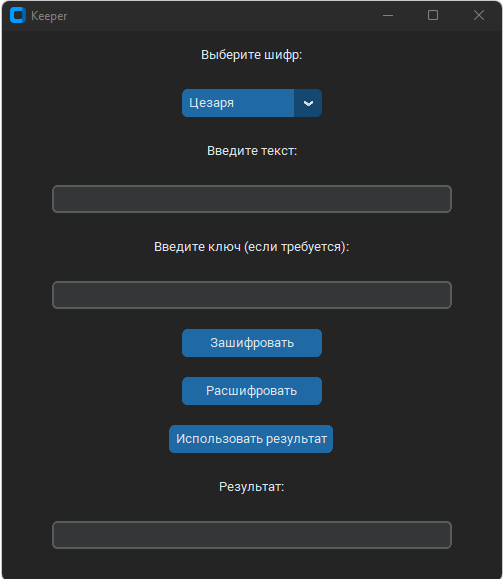 Keeper
Выберите шифр:
Цезаря
Введите текст:
Введите ключ (если требуется):
Зашифровать
Расшифровать
Использовать результат
Результат: